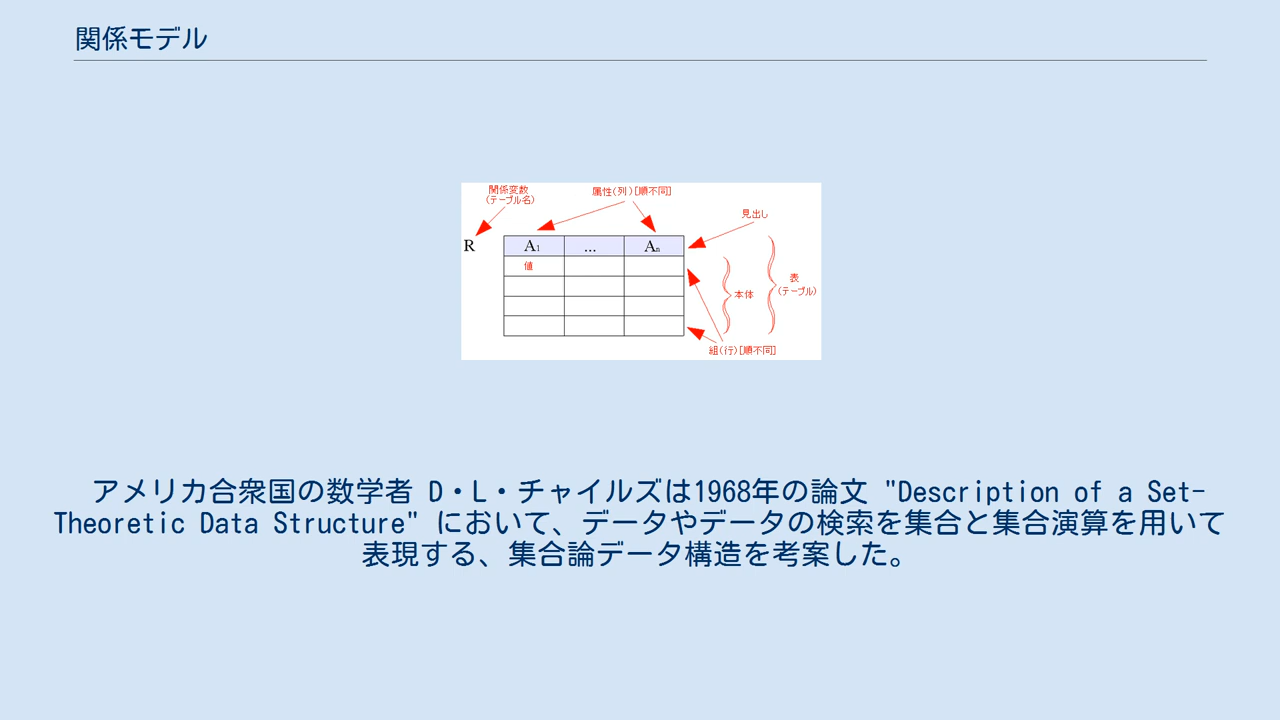 関係モデル
関係変数
(テーブル名)
属性(列)[順不同]
見出し
R
A1
...
An
値
本体
表
(テーブル)
組(行)[順不同]
アメリカ合衆国の数学者 D・L・チャイルズは1968年の論文 "Description of a Set-
Theoretic Data Structure" において、データやデータの検索を集合と集合演算を用いて
表現する、集合論データ構造を考案した。